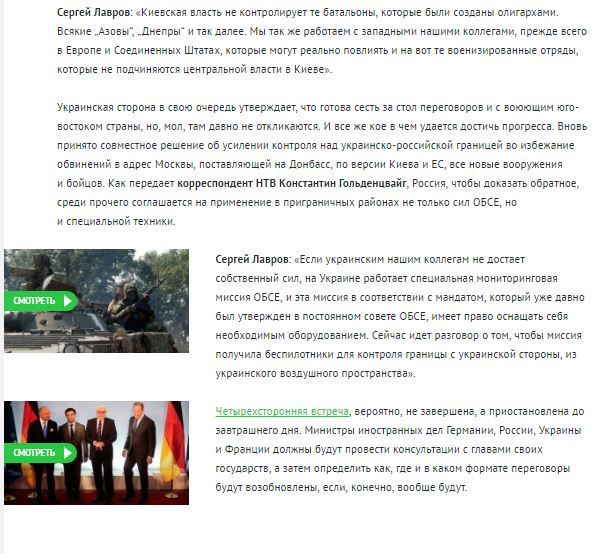 Сергей Лавров: «Киевская власть не контролирует те батальоны, которые были созданы олигархами.
Всякие „Азовы“, „Днепры“ и так далее. Мы так же работаем с западными нашими коллегами, прежде всего
в Европе и Соединенных Штатах, которые могут реально повлиять и на вот те военизированные отряды,
которые не подчиняются центральной власти в Киеве».
Украинская сторона в свою очередь утверждает, что готова сесть за стол переговоров и с воюющим юго-
востоком страны, но, мол, там давно не откликаются. И все же кое в чем удается достичь прогресса. Вновь
принято совместное решение об усилении контроля над украинско-российской границей во избежание
обвинений в адрес Москвы, поставляющей на Донбасс, по версии Киева и ЕС, все новые вооружения
и бойцов. Как передает корреспондент НТВ Константин Гольденцвайг, Россия, чтобы доказать обратное,
среди прочего соглашается на применение в приграничных районах не только сил ОБСЕ, но
и специальной техники.
СМОТРЕТЬ
Сергей Лавров: «Если украинским нашим коллегам не достает
собственный сил, на Украине работает специальная мониторинговая
миссия ОБСЕ, и эта миссия в соответствии с мандатом, который уже давно
был утвержден в постоянном совете ОБСЕ, имеет право оснащать себя
необходимым оборудованием. Сейчас идет разговор о том, чтобы миссия
получила беспилотники для контроля границы с украинской стороны, из
украинского воздушного пространства».
СМОТРЕТЬ
Четырехсторонняя встреча, вероятно, не завершена, а приостановлена до
завтрашнего дня. Министры иностранных дел Германии, России, Украины
и Франции должны будут провести консультации с главами своих
государств, а затем определить как, где и в каком формате переговоры
будут возобновлены, если, конечно, вообще будут.